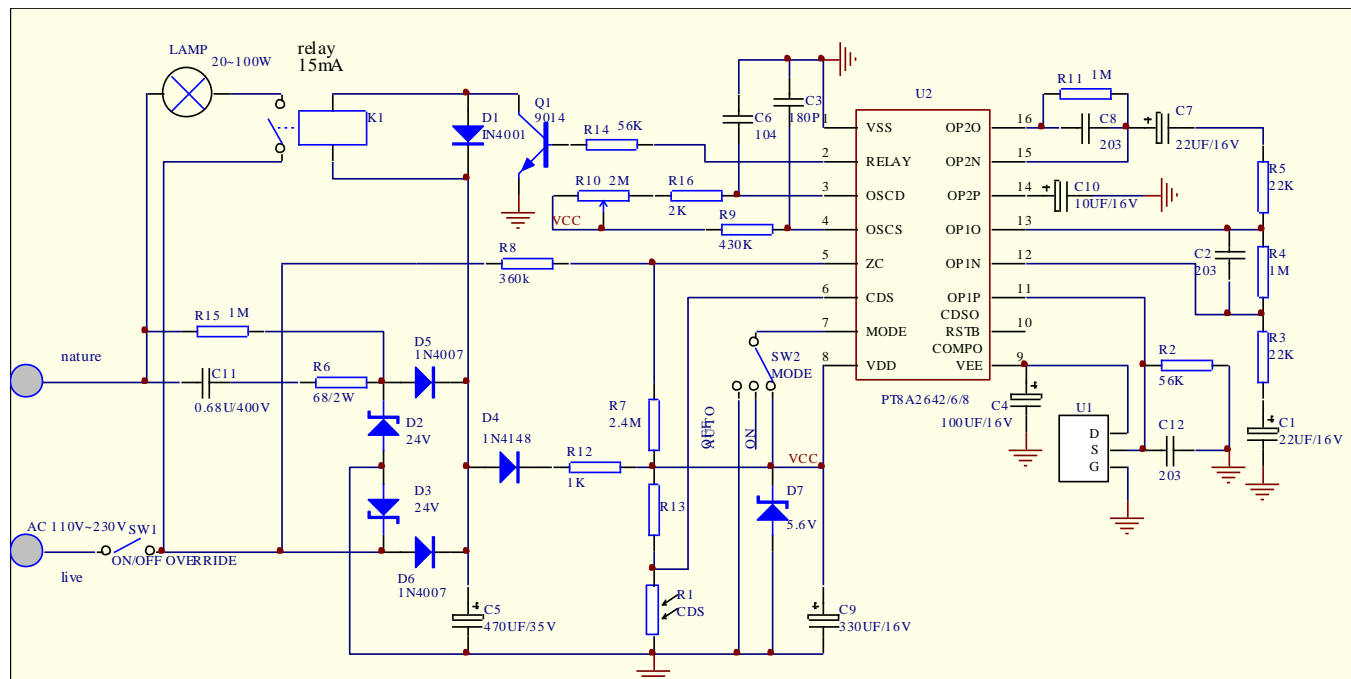 LAMP
20~100W
relay
15mA
K1
D1
IN4001
Q1
9014
R14 56K
C6
104
C3
180P
R10 2M
R16
2K
VCC
R9
430K
R8
360k
U2
1 VSS
2 RELAY
3 OSCD
4 OSCS
5 ZC
6 CDS
7 MODE
8 VDD
OP2O 16
OP2N 15
OP2P 14
OP1O 13
OP1N 12
OP1P 11
CDSO
RSTB 10
COMPO
VEE 9
PT8A2642/6/8
R11 1M
C8
203
C7
22UF/16V
C10
10UF/16V
R5
22K
C2
203
R4
1M
R3
22K
R2
56K
C4
100UF/16V
U1
D
S
G
C12
203
C1
22UF/16V
R15 1M
nature
C11
0.68U/400V
R6
68/2W
D5
1N4007
D2
24V
D4
1N4148
R12
1K
R7
2.4M
SW2
MODE
OFF
AUTO
ON
VCC
D3
24V
R13
D7
5.6V
AC 110V~230V
SW1
ON/OFF OVERRIDE
live
D6
1N4007
C5
470UF/35V
R1
CDS
C9
330UF/16V